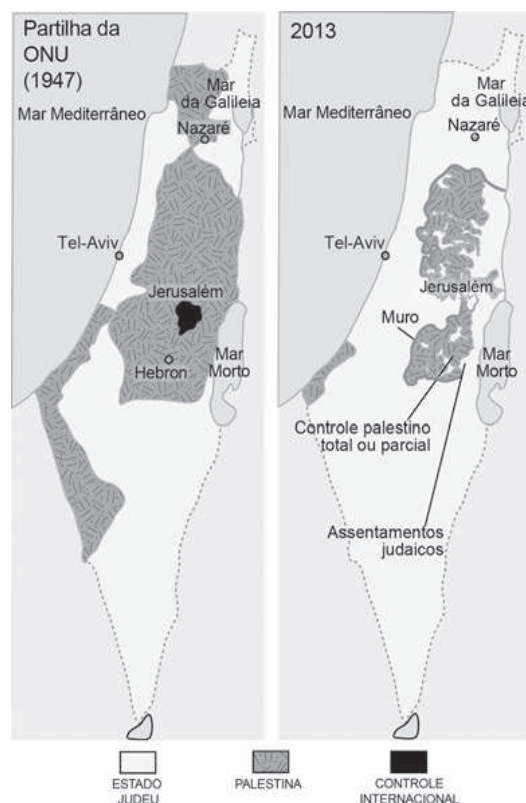 Partilha da
ONU
(1947)
Mar
da Galileia
Mar Mediterrâneo
Nazaré
Tel-Aviv
Jerusalém
Hebron
Mar
Morto
2013
Mar
da Galileia
Mar Mediterrâneo
Nazaré
Tel-Aviv
Jerusalém
Muro
Mar
Morto
Controle palestino
total ou parcial
Assentamentos
judaicos
ESTADO
JUDEU
PALESTINA
CONTROLE
INTERNACIONAL